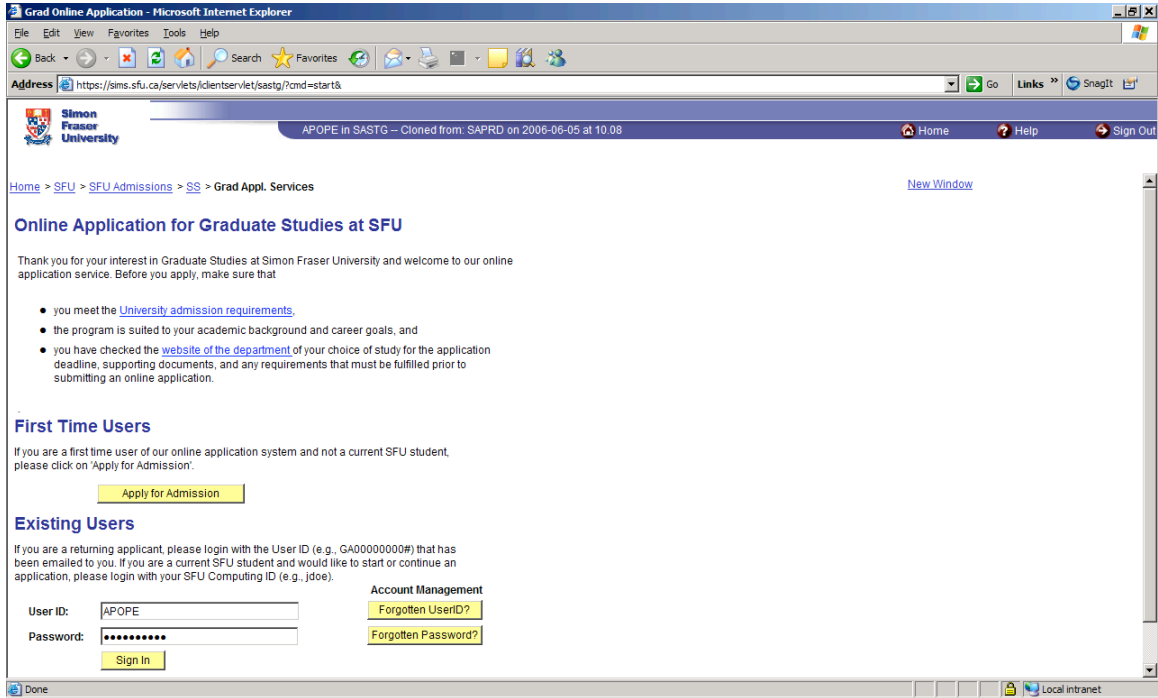 Grad Online Application - Microsoft Internet Explorer
File Edit View Favorites Tools Help
Back Search Favorites
Address https://sims.sfu.ca/servlets/iclientservlet/sastg/?cmd=start& Go Links » SnagIt
Simon
Fraser
University
APOPE in SASTG -- Cloned from: SAPRD on 2006-06-05 at 10.08
Home Help Sign Out
Home > SFU > SFU Admissions > SS > Grad Appl. Services
New Window
Online Application for Graduate Studies at SFU
Thank you for your interest in Graduate Studies at Simon Fraser University and welcome to our online
application service. Before you apply, make sure that
• you meet the University admission requirements,
• the program is suited to your academic background and career goals, and
• you have checked the website of the department of your choice of study for the application
deadline, supporting documents, and any requirements that must be fulfilled prior to
submitting an online application.
.
First Time Users
If you are a first time user of our online application system and not a current SFU student,
please click on 'Apply for Admission'.
Apply for Admission
Existing Users
If you are a returning applicant, please login with the User ID (e.g., GA00000000#) that has
been emailed to you. If you are a current SFU student and would like to start or continue an
application, please login with your SFU Computing ID (e.g., jdoe).
Account Management
User ID: APOPE Forgotten UserID?
Password: •••••••••• Forgotten Password?
Sign In
Done
Local intranet